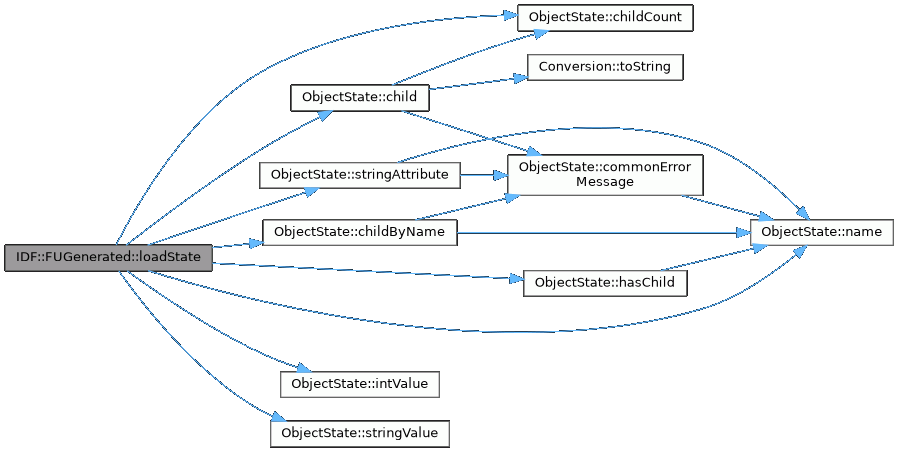 ObjectState::childCount
Conversion::toString
ObjectState::child
ObjectState::commonError
Message
ObjectState::stringAttribute
ObjectState::childByName
ObjectState::name
IDF::FUGenerated::loadState
ObjectState::hasChild
ObjectState::intValue
ObjectState::stringValue